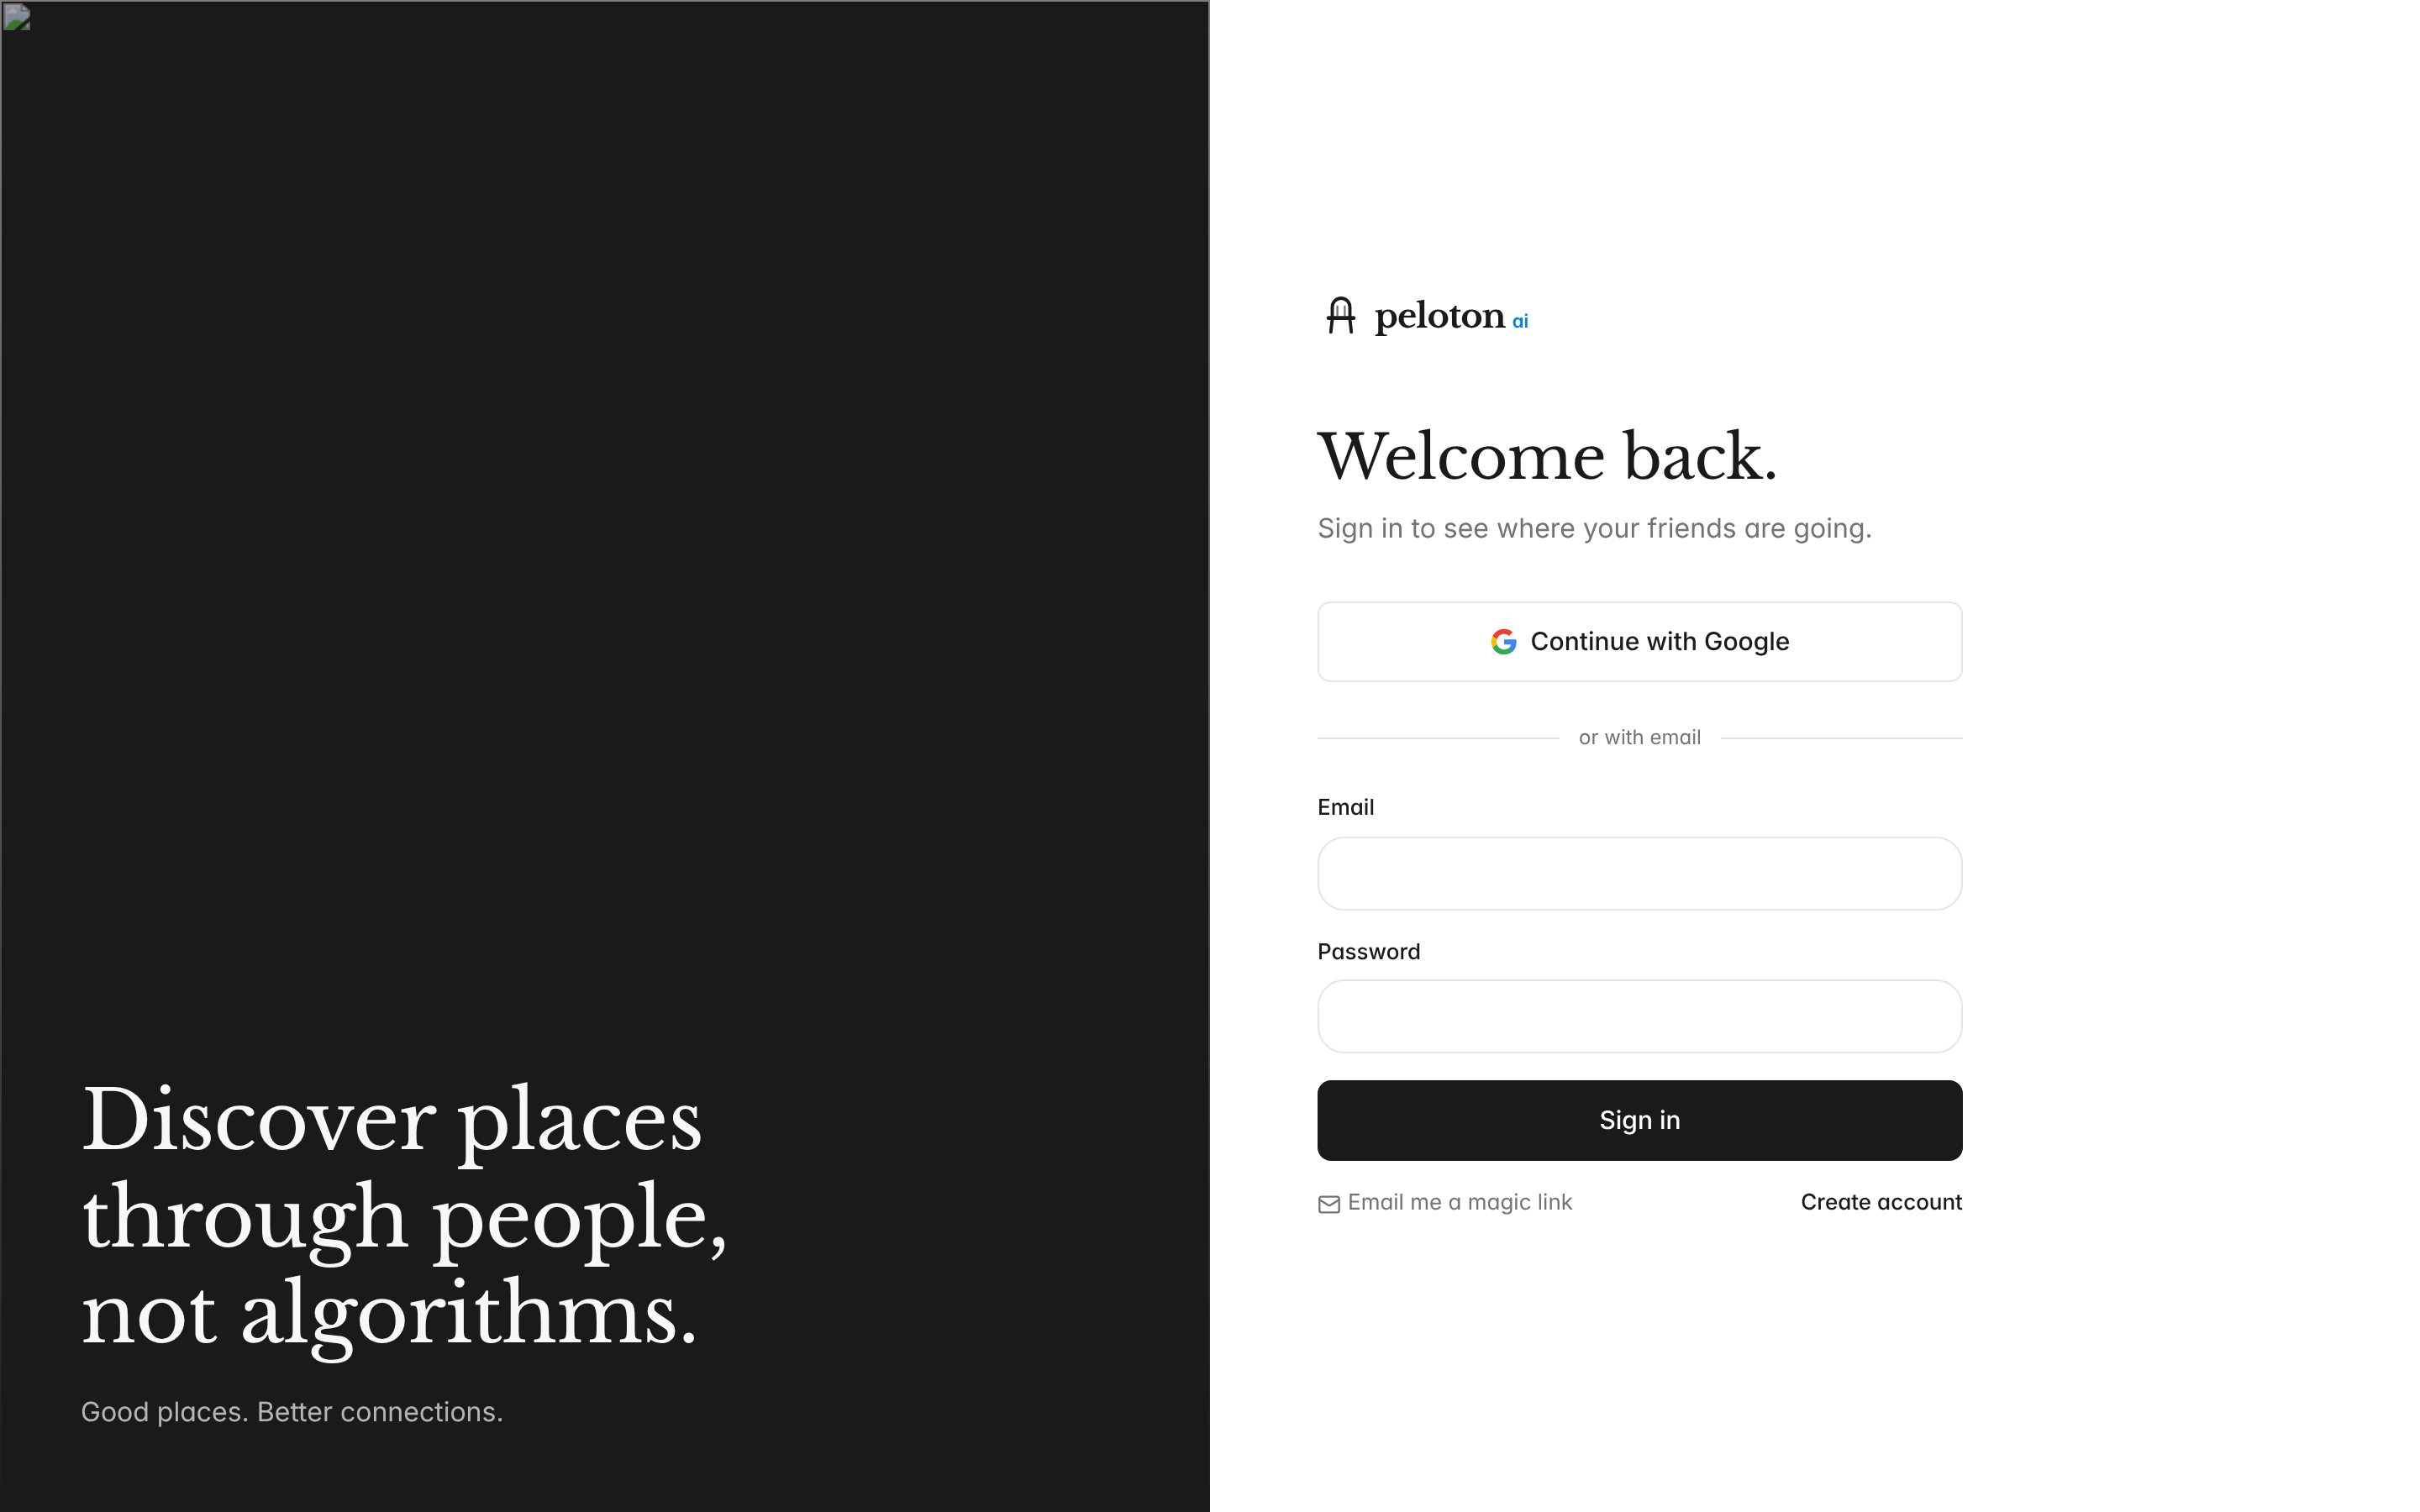 Discover places
through people,
not algorithms.
Good places. Better connections.
peloton ai
Welcome back.
Sign in to see where your friends are going.
Continue with Google
or with email
Email
Password
Sign in
Email me a magic link
Create account